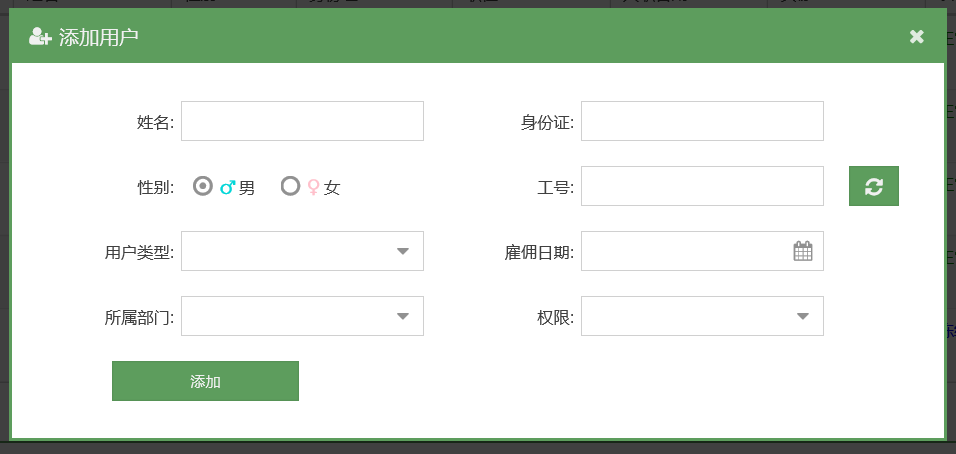 添加用户
姓名: 身份证:
性别: 男 女 工号:
用户类型: 雇佣日期:
所属部门: 权限:
添加